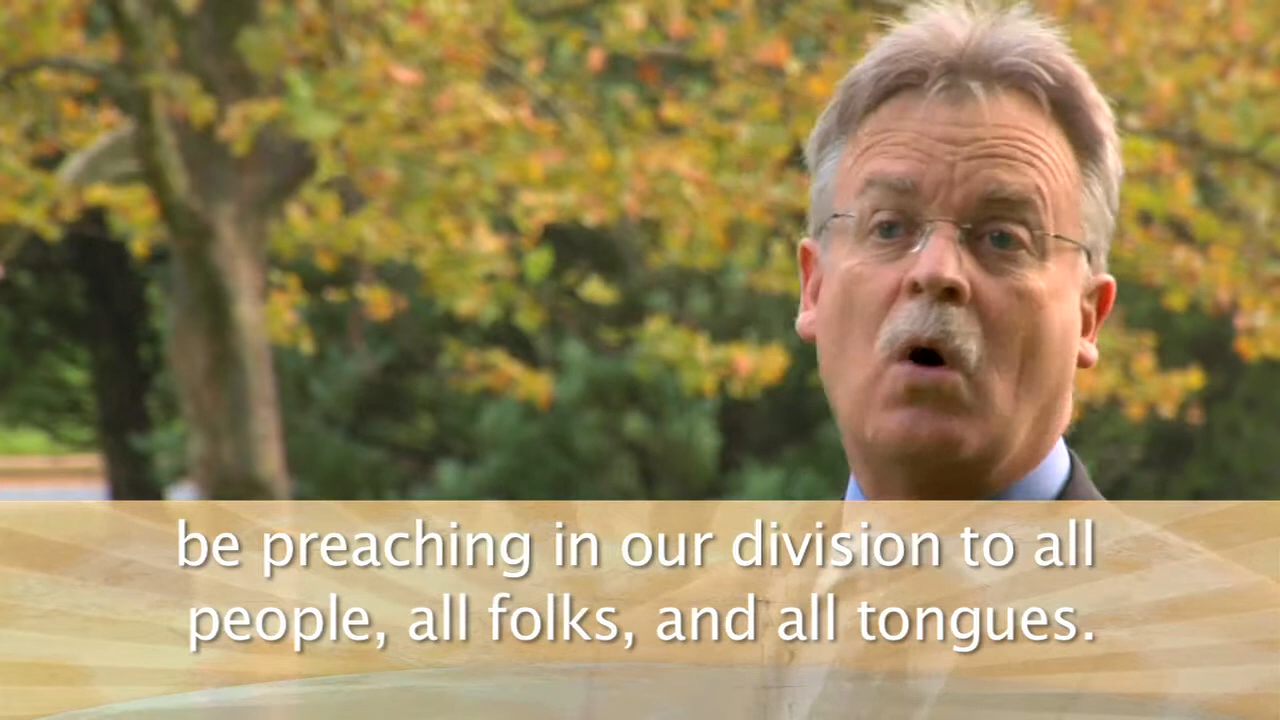 be preaching in our division to all
people, all folks, and all tongues.